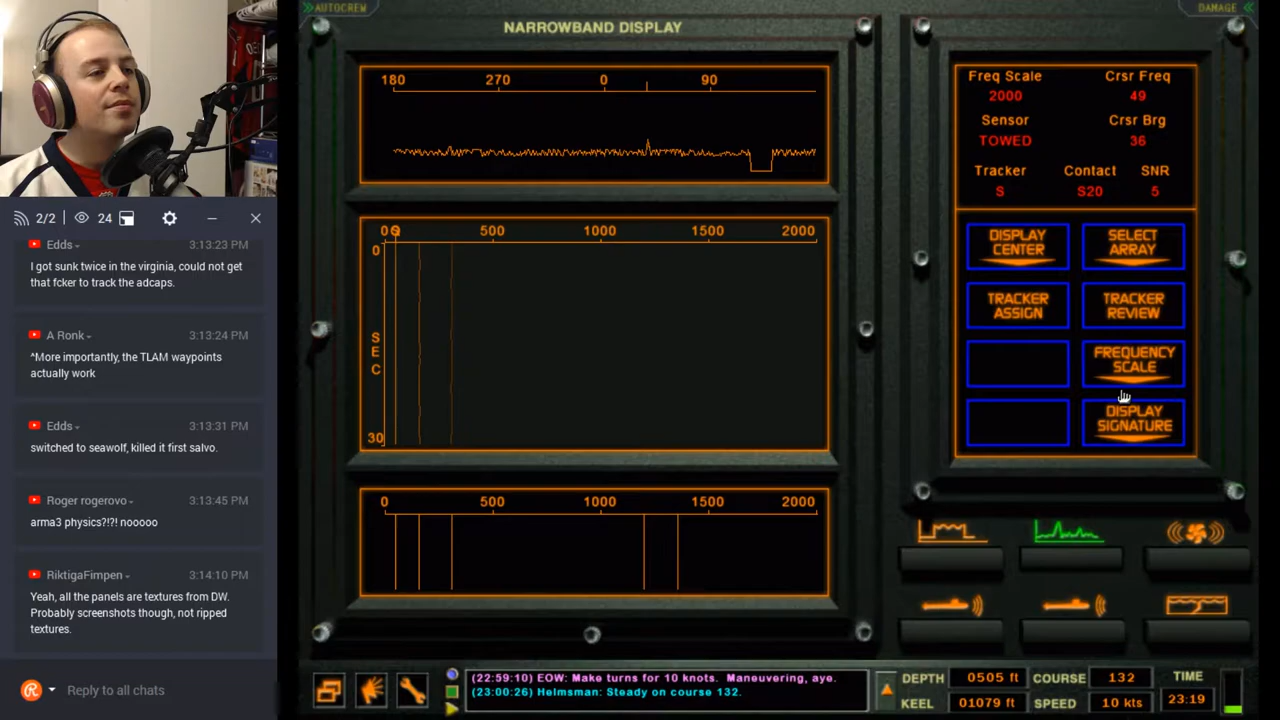 AUTOCREW
DAMAGE
NARROWBAND DISPLAY
180 270 0 90
Freq Scale Crsr Freq
2000 49
Sensor Crsr Brg
TOWED 36
Tracker Contact SNR
S S20 5
2/2 24
Edds
3:13:23 PM
I got sunk twice in the virginia, could not get
that fcker to track the adcaps.
A Ronk
3:13:24 PM
^More importantly, the TLAM waypoints
actually work
Edds
3:13:31 PM
switched to seawolf, killed it first salvo.
Roger rogerovo
3:13:45 PM
arma3 physics?!?! nooooo
RiktigaFimpen
3:14:10 PM
Yeah, all the panels are textures from DW.
Probably screenshots though, not ripped
textures.
Reply to all chats
500 1000 1500 2000
0
SEC
30
DISPLAY CENTER
SELECT ARRAY
TRACKER ASSIGN
TRACKER REVIEW
FREQUENCY SCALE
DISPLAY SIGNATURE
0 500 1000 1500 2000
(22:59:10) EOW: Make turns for 10 knots. Maneuvering, aye.
(23:00:26) Helmsman: Steady on course 132.
DEPTH 0505 ft COURSE 132 TIME
KEEL 01079 ft SPEED 10 kts 23:19